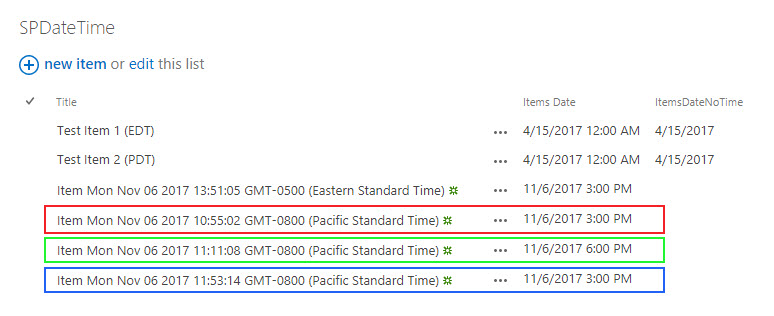 SPDateTime
new item or edit this list
Title Items Date ItemsDateNoTime
Test Item 1 (EDT) ... 4/15/2017 12:00 AM 4/15/2017
Test Item 2 (PDT) ... 4/15/2017 12:00 AM 4/15/2017
Item Mon Nov 06 2017 13:51:05 GMT-0500 (Eastern Standard Time) ... 11/6/2017 3:00 PM
Item Mon Nov 06 2017 10:55:02 GMT-0800 (Pacific Standard Time) ... 11/6/2017 3:00 PM
Item Mon Nov 06 2017 11:11:08 GMT-0800 (Pacific Standard Time) ... 11/6/2017 6:00 PM
Item Mon Nov 06 2017 11:53:14 GMT-0800 (Pacific Standard Time) ... 11/6/2017 3:00 PM